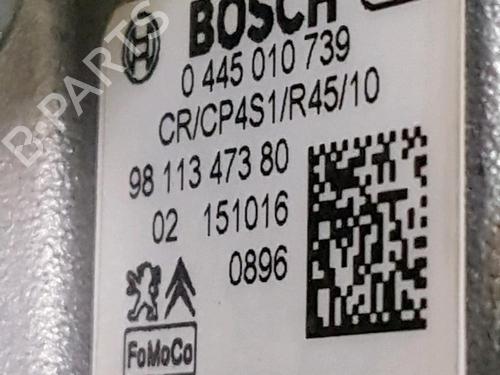 BOSCH
0 445 010 739
CR/CP4S1/R45/10
98 113 473 80
02 151016
0896
FoMoCo
B-PARTS